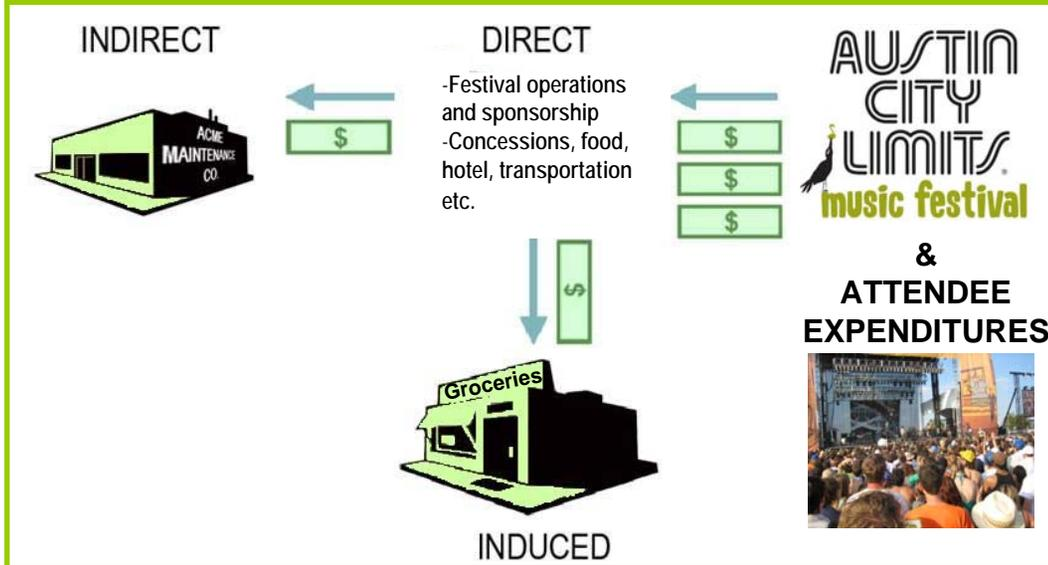 INDIRECT
DIRECT
-Festival operations
and sponsorship
-Concessions, food,
hotel, transportation
etc.
$
$
$
$
$
ACME
MAINTENANCE
CO.
AUSTIN
CITY
LIMITS
music festival
&
ATTENDEE
EXPENDITURES
Groceries
INDUCED